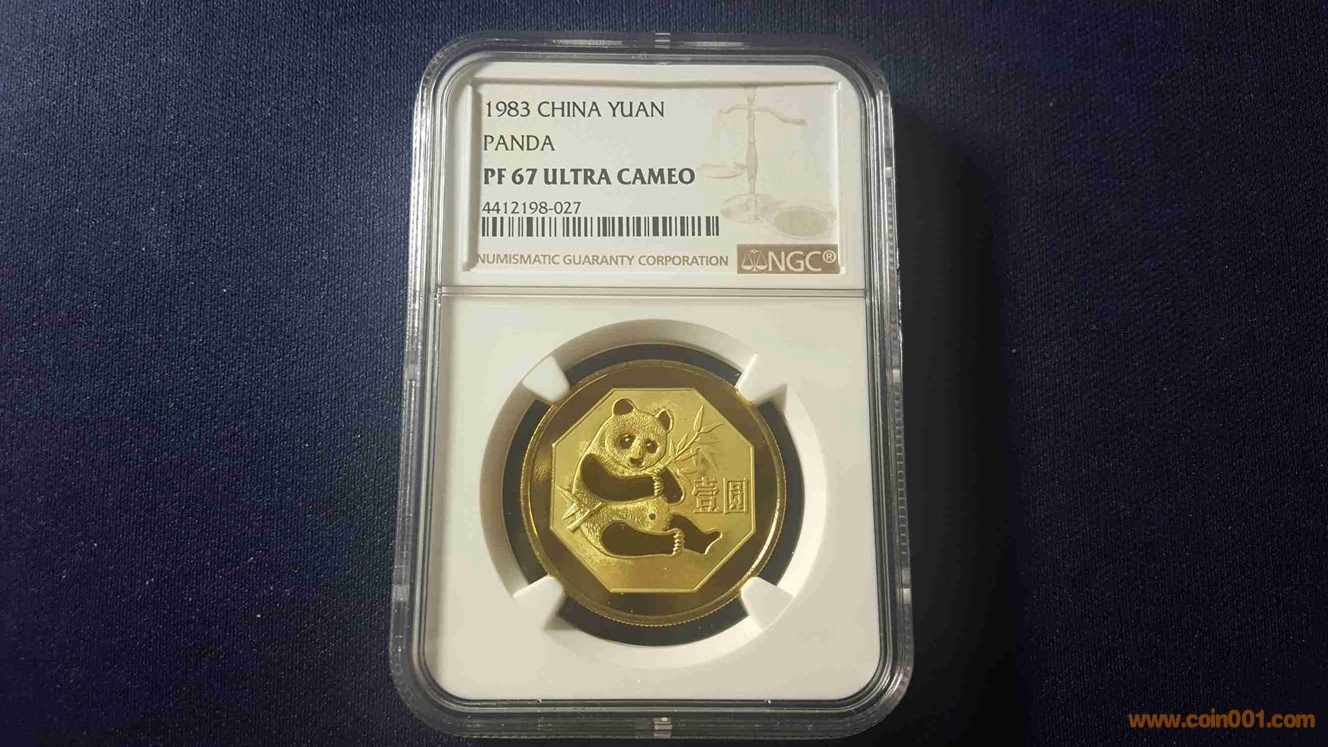 1983 CHINA YUAN
PANDA
PF 67 ULTRA CAMEO
4412198-027
NUMISMATIC GUARANTY CORPORATION NGC®
壹圆
www.coin001.com